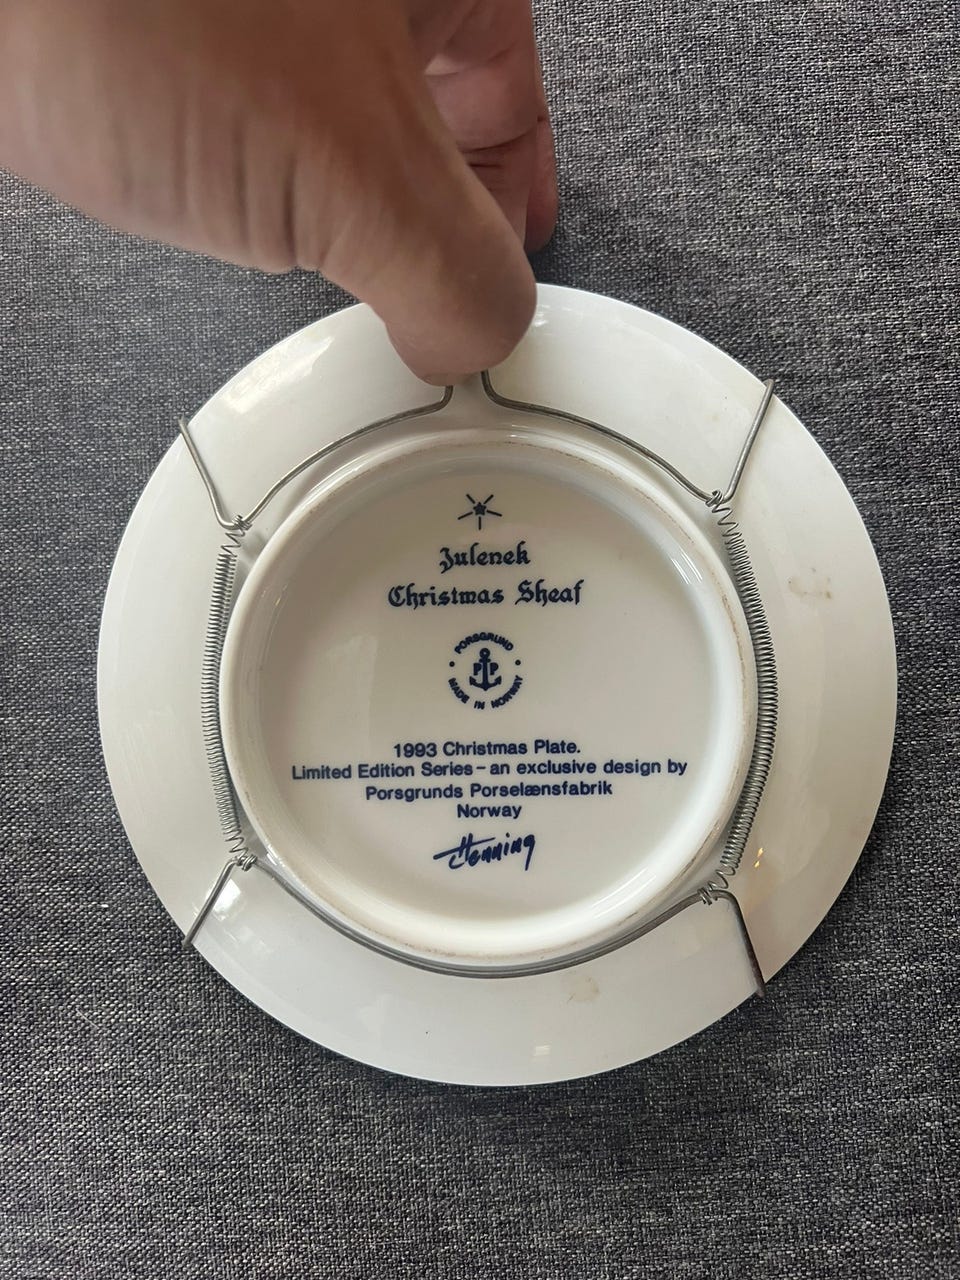 Julenek
Christmas Sheaf
PORSGRUND
P P
MADE IN NORWAY
1993 Christmas Plate.
Limited Edition Series – an exclusive design by
Porsgrunds Porselænsfabrik
Norway
Henning